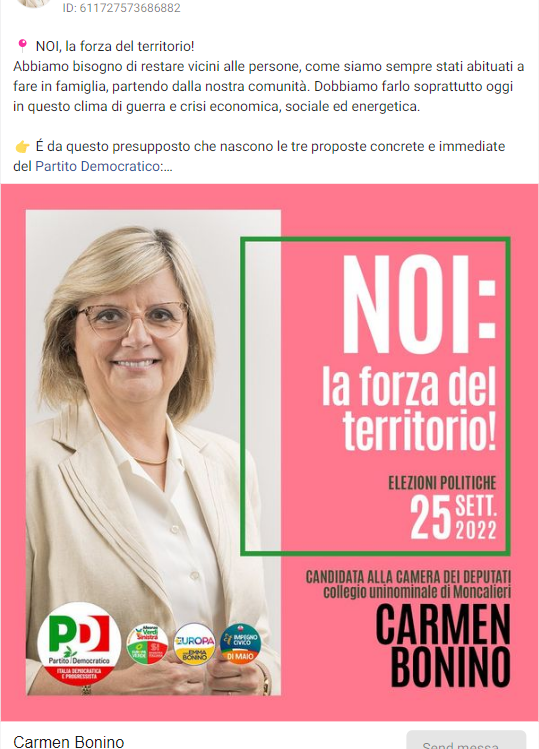 ID: 611727573686882
📍 NOI, la forza del territorio!
Abbiamo bisogno di restare vicini alle persone, come siamo sempre stati abituati a
fare in famiglia, partendo dalla nostra comunità. Dobbiamo farlo soprattutto oggi
in questo clima di guerra e crisi economica, sociale ed energetica.
👉 É da questo presupposto che nascono le tre proposte concrete e immediate
del Partito Democratico:...
NOI:
la forza del
territorio!
ELEZIONI POLITICHE
25 SETT.
2022
CANDIDATA ALLA CAMERA DEI DEPUTATI
collegio uninominale di Moncalieri
CARMEN
BONINO
PD
Partito Democratico
ITALIA DEMOCRATICA
E PROGRESSISTA
Verdi
Sinistra
EUROPA
EMMA
BONINO
IMPEGNO
CIVICO
DI MAIO
Carmen Bonino
Send messa